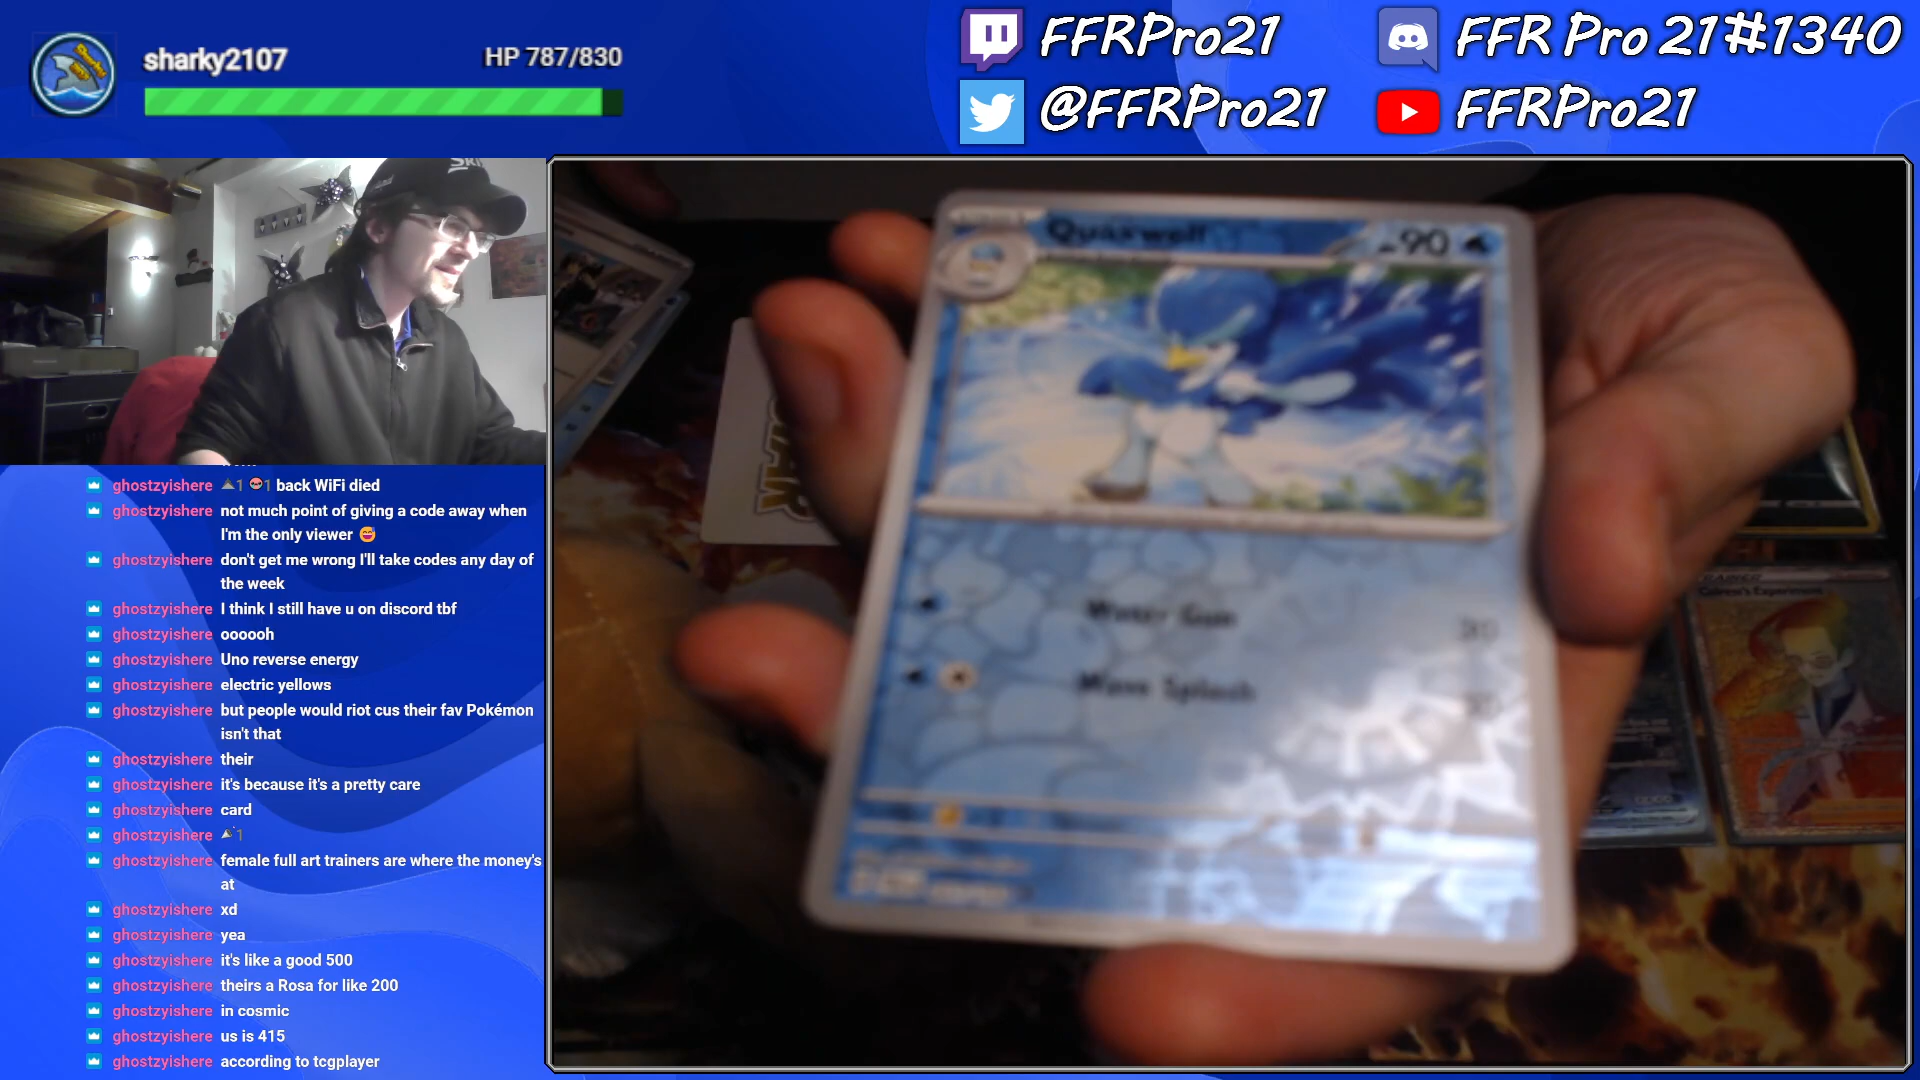 sharky2107
HP 787/830
FFRPro21
FFR Pro 21#1340
@FFRPro21
FFRPro21
Quaxwell
90
Water Gun
30
Wave Splash
TRAINER
Colress's Experiment
ghostzyishere 1 1 back WiFi died
ghostzyishere not much point of giving a code away when
I'm the only viewer 😅
ghostzyishere don't get me wrong I'll take codes any day of
the week
ghostzyishere I think I still have u on discord tbf
ghostzyishere oooooh
ghostzyishere Uno reverse energy
ghostzyishere electric yellows
ghostzyishere but people would riot cus their fav Pokémon
isn't that
ghostzyishere their
ghostzyishere it's because it's a pretty care
ghostzyishere card
ghostzyishere 1
ghostzyishere female full art trainers are where the money's
at
ghostzyishere xd
ghostzyishere yea
ghostzyishere it's like a good 500
ghostzyishere theirs a Rosa for like 200
ghostzyishere in cosmic
ghostzyishere us is 415
ghostzyishere according to tcgplayer